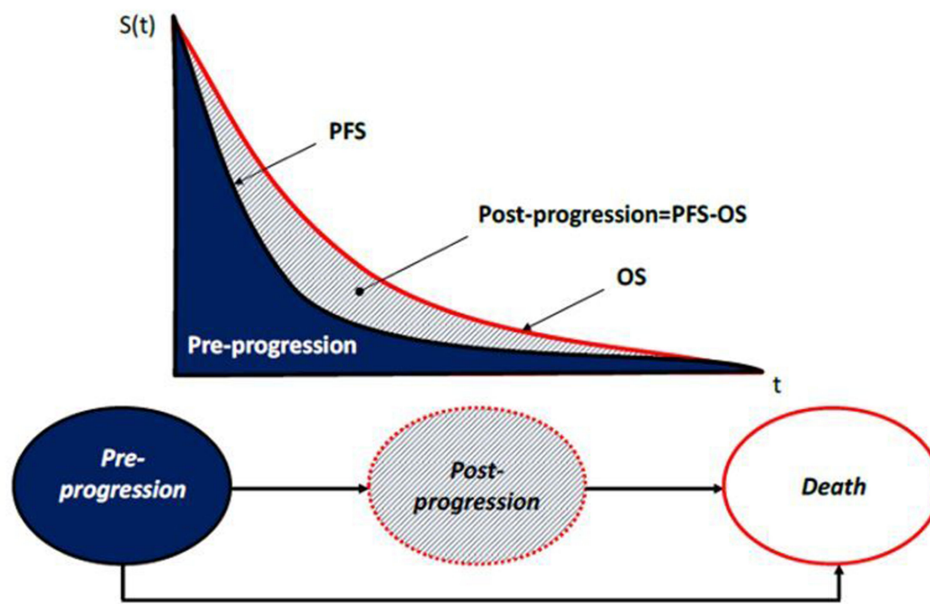 S(t)
PFS
Post-progression=PFS-OS
OS
Pre-progression
t
Pre-
progression
Post-
progression
Death